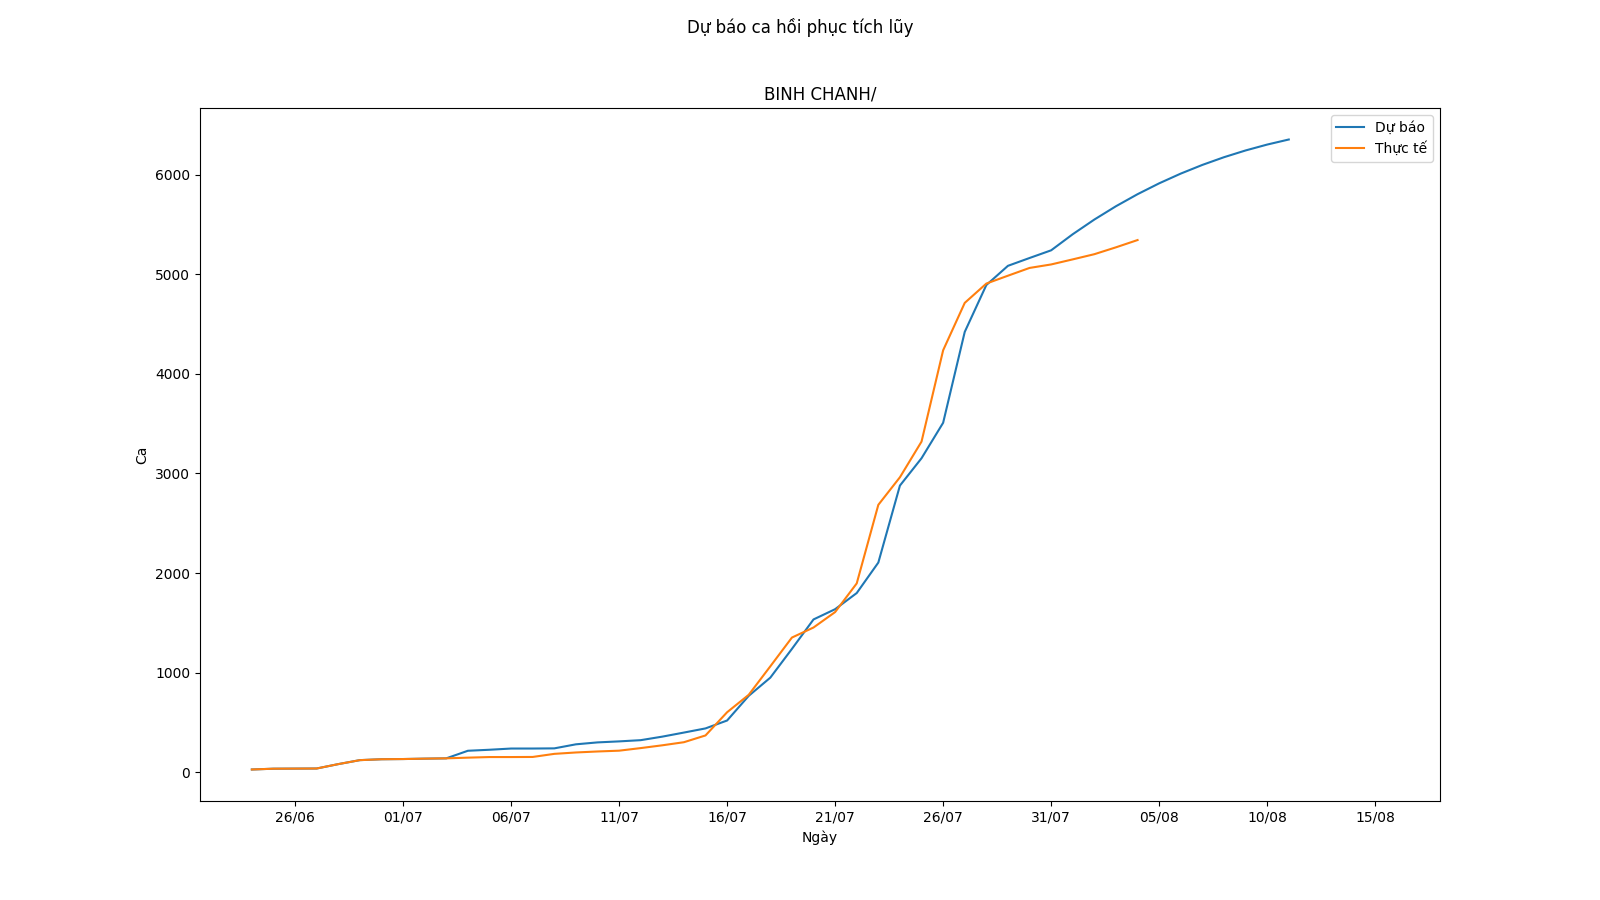 Dự báo ca hồi phục tích lũy
BINH CHANH/
Dự báo
Thực tế
6000
5000
4000
3000
2000
1000
0
Ca
26/06 01/07 06/07 11/07 16/07 21/07 26/07 31/07 05/08 10/08 15/08
Ngày